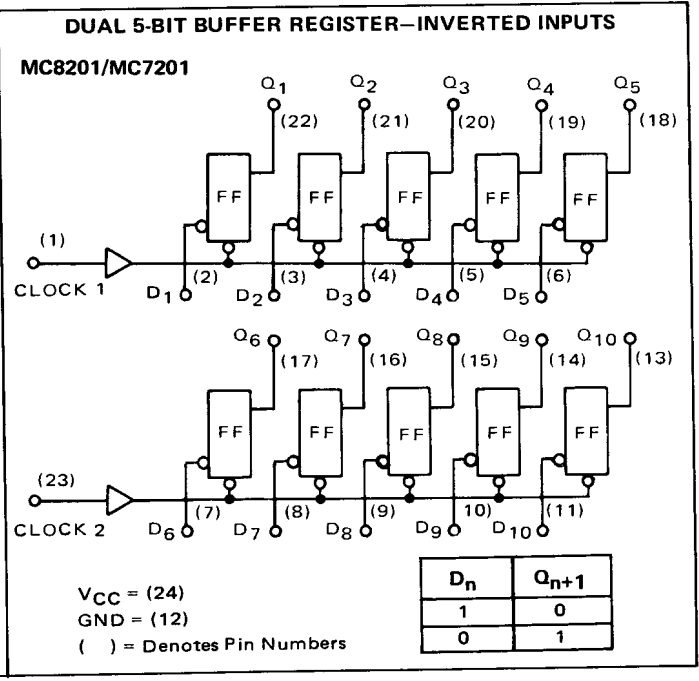 DUAL 5-BIT BUFFER REGISTER—INVERTED INPUTS
MC8201/MC7201
Q1 Q2 Q3 Q4 Q5
(22) (21) (20) (19) (18)
FF FF FF FF FF
(1)
CLOCK 1
(2) (3) (4) (5) (6)
D1 D2 D3 D4 D5
Q6 Q7 Q8 Q9 Q10
(17) (16) (15) (14) (13)
FF FF FF FF FF
(23)
CLOCK 2
(7) (8) (9) 10) (11)
D6 D7 D8 D9 D10
VCC = (24)
GND = (12)
( ) = Denotes Pin Numbers
Dn Qn+1
1 0
0 1